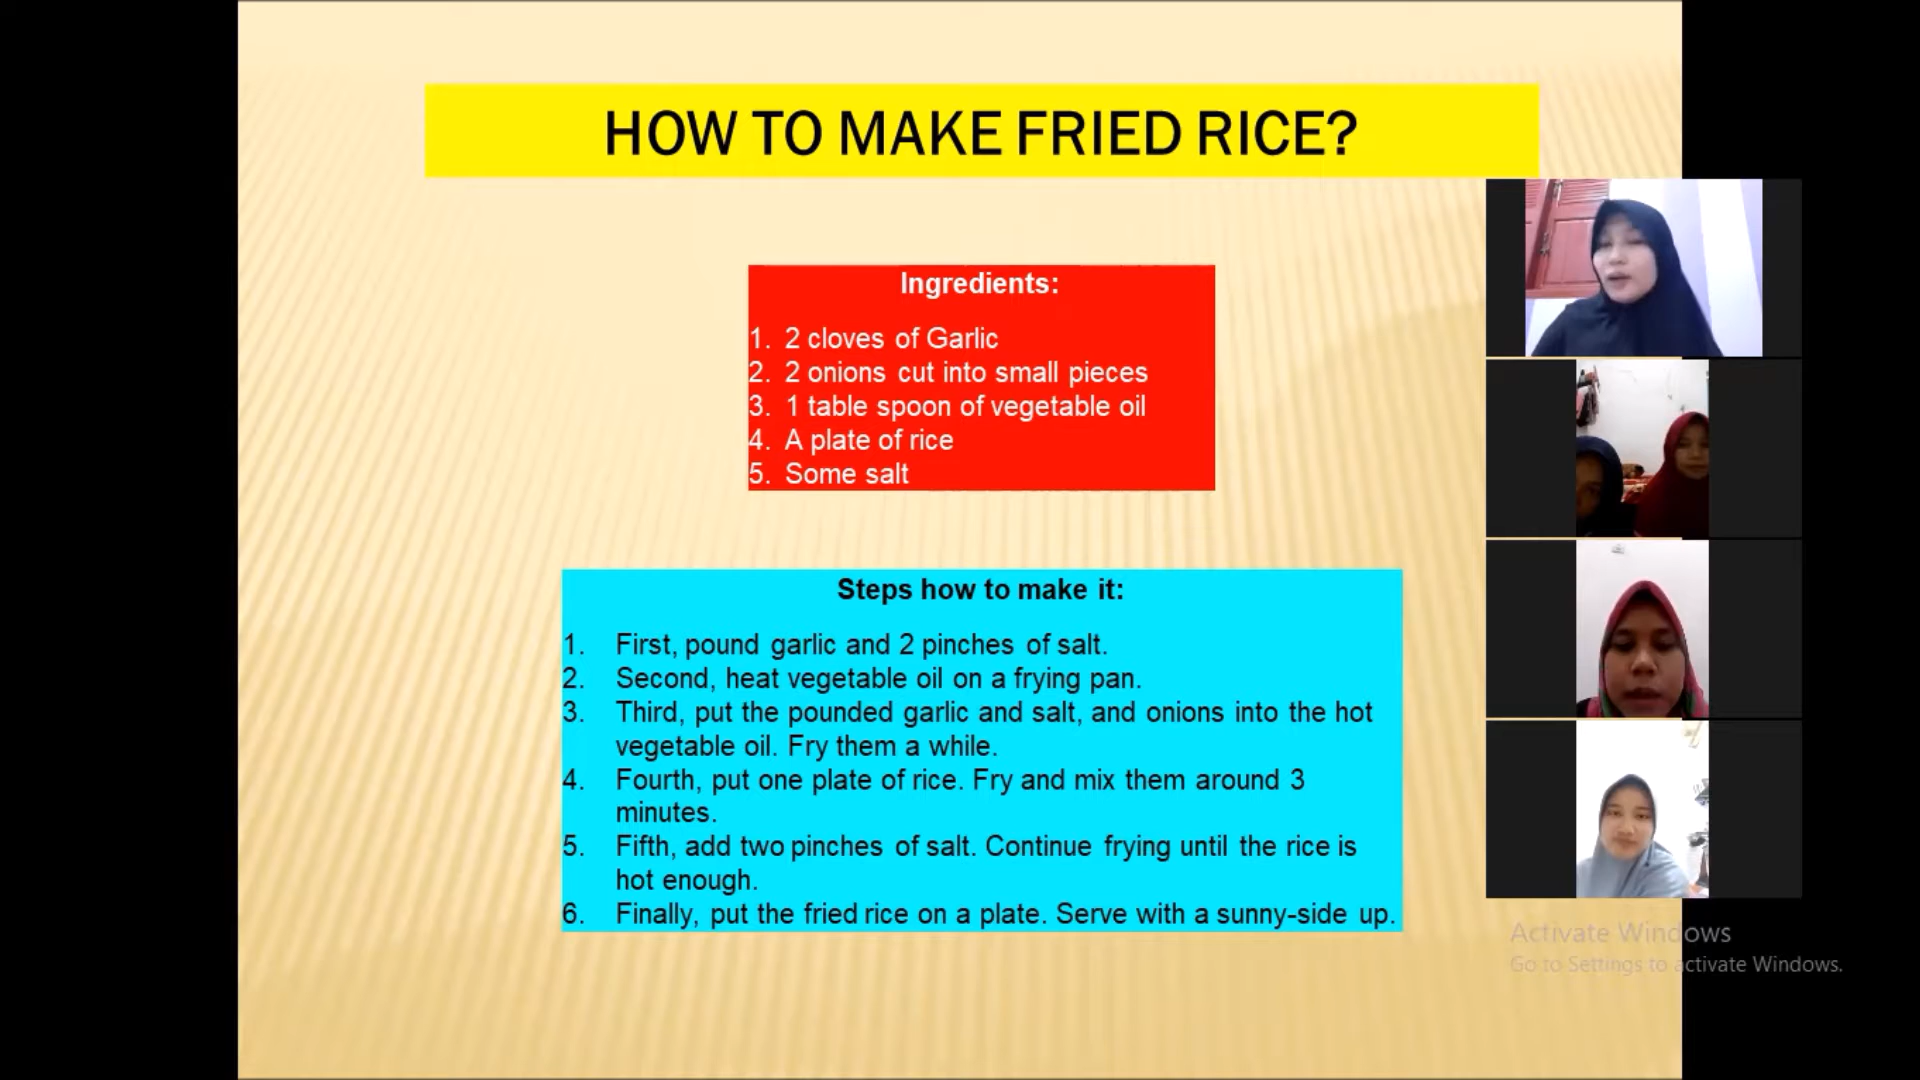 HOW TO MAKE FRIED RICE?
Ingredients:
1. 2 cloves of Garlic
2. 2 onions cut into small pieces
3. 1 table spoon of vegetable oil
4. A plate of rice
5. Some salt
Steps how to make it:
1. First, pound garlic and 2 pinches of salt.
2. Second, heat vegetable oil on a frying pan.
3. Third, put the pounded garlic and salt, and onions into the hot
vegetable oil. Fry them a while.
4. Fourth, put one plate of rice. Fry and mix them around 3
minutes.
5. Fifth, add two pinches of salt. Continue frying until the rice is
hot enough.
6. Finally, put the fried rice on a plate. Serve with a sunny-side up.
Activate Windows
Go to Settings to activate Windows.